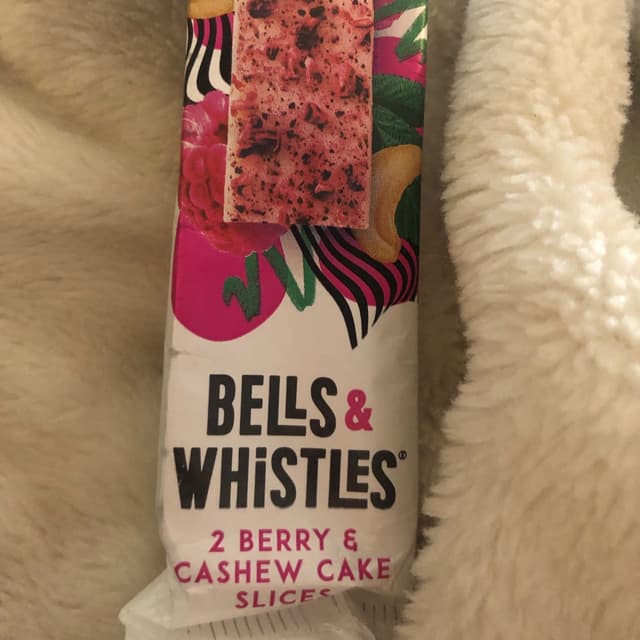 BELLS &
WHiSTLES®
2 BERRY &
CASHEW CAKE
SLICES